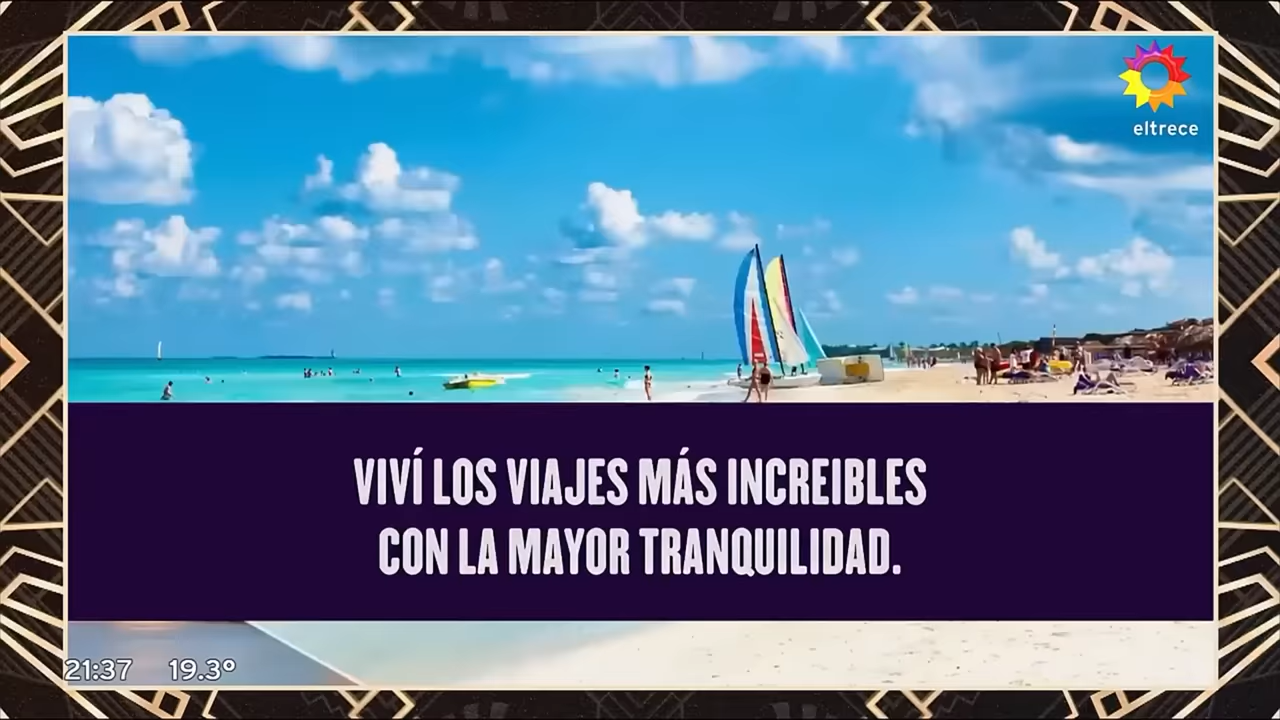 eltrece
VIVÍ LOS VIAJES MÁS INCREIBLES
CON LA MAYOR TRANQUILIDAD.
21:37 19.3°